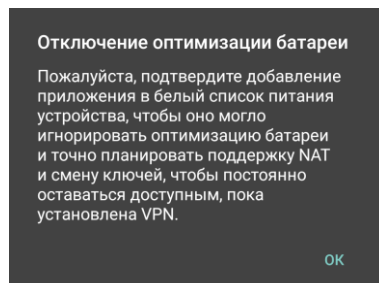 Отключение оптимизации батареи
Пожалуйста, подтвердите добавление
приложения в белый список питания
устройства, чтобы оно могло
игнорировать оптимизацию батареи
и точно планировать поддержку NAT
и смену ключей, чтобы постоянно
оставаться доступным, пока
установлена VPN.
ОК